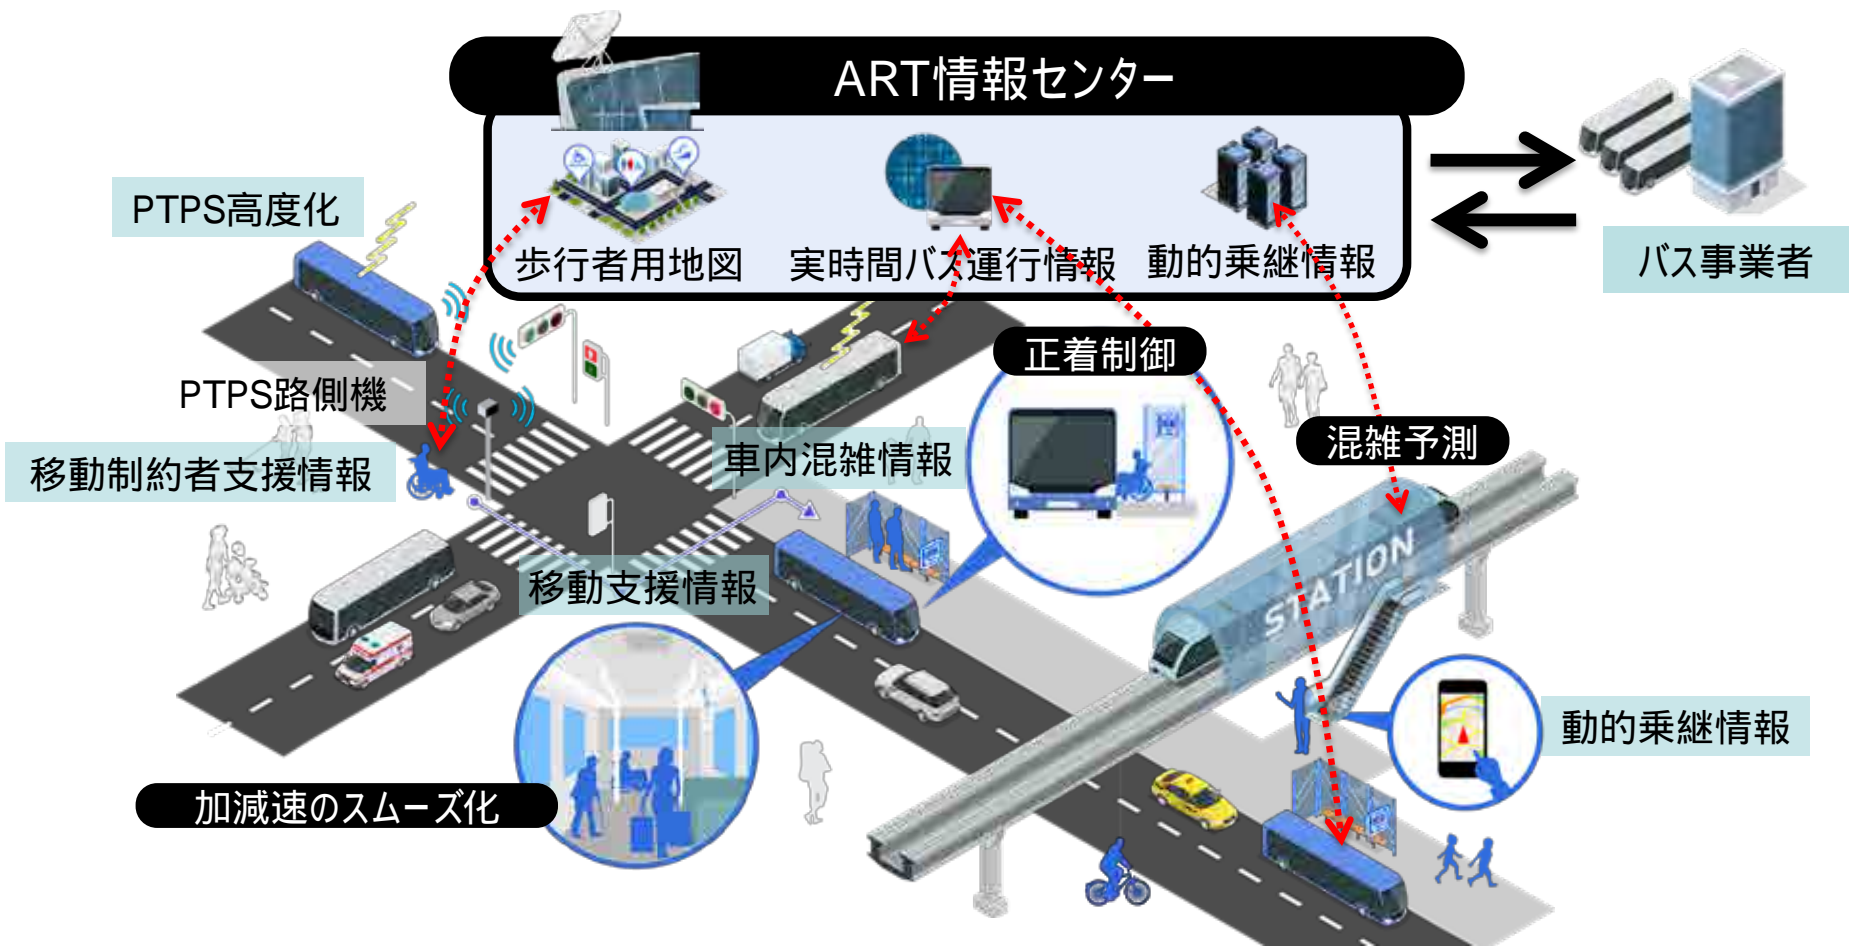 ART情報センター
PTPS高度化
歩行者用地図
実時間バス運行情報
動的乗継情報
バス事業者
正着制御
PTPS路側機
混雑予測
移動制約者支援情報
車内混雑情報
STATION
移動支援情報
動的乗継情報
加減速のスムーズ化